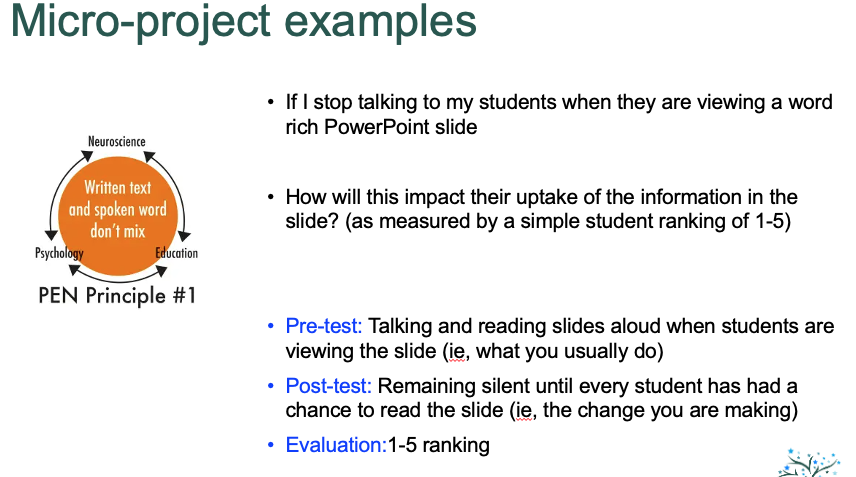 Micro-project examples
• If I stop talking to my students when they are viewing a word
rich PowerPoint slide
• How will this impact their uptake of the information in the
slide? (as measured by a simple student ranking of 1-5)
Neuroscience
Written text
and spoken word
don't mix
Psychology
Education
PEN Principle #1
• Pre-test: Talking and reading slides aloud when students are
viewing the slide (ie, what you usually do)
• Post-test: Remaining silent until every student has had a
chance to read the slide (ie, the change you are making)
• Evaluation:1-5 ranking